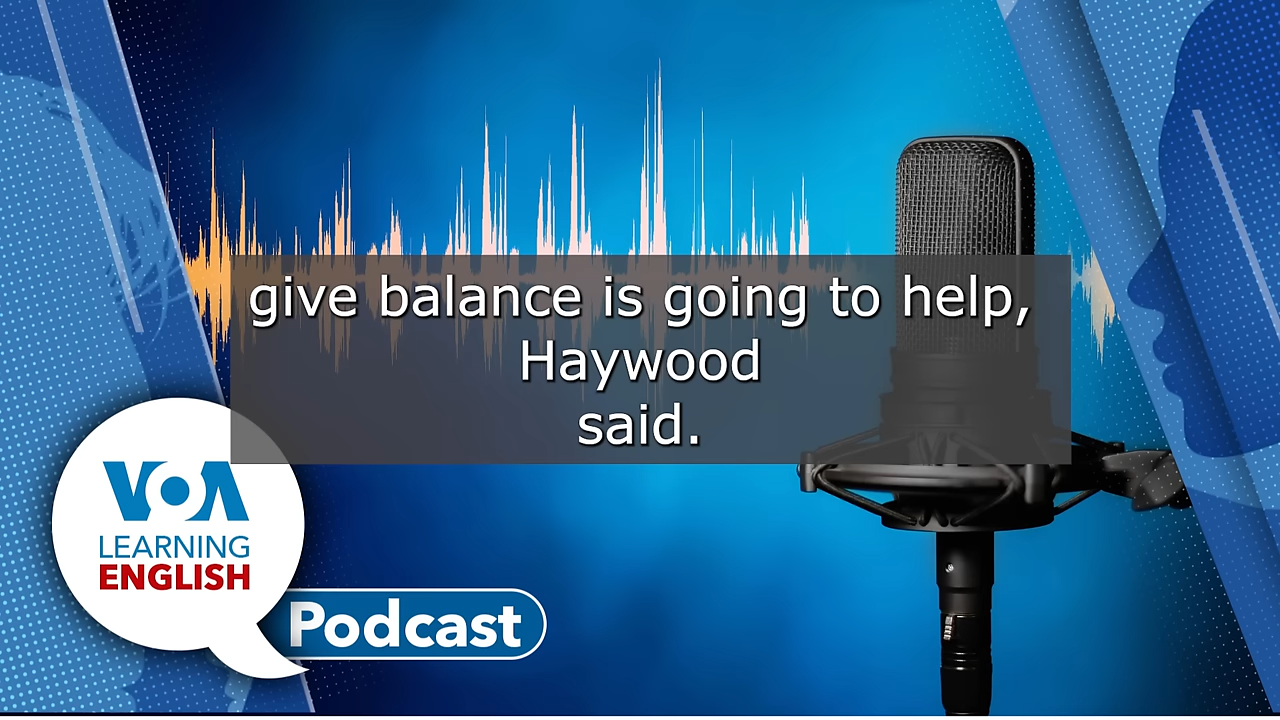 give balance is going to help,
Haywood
said.
VOA
LEARNING
ENGLISH
Podcast